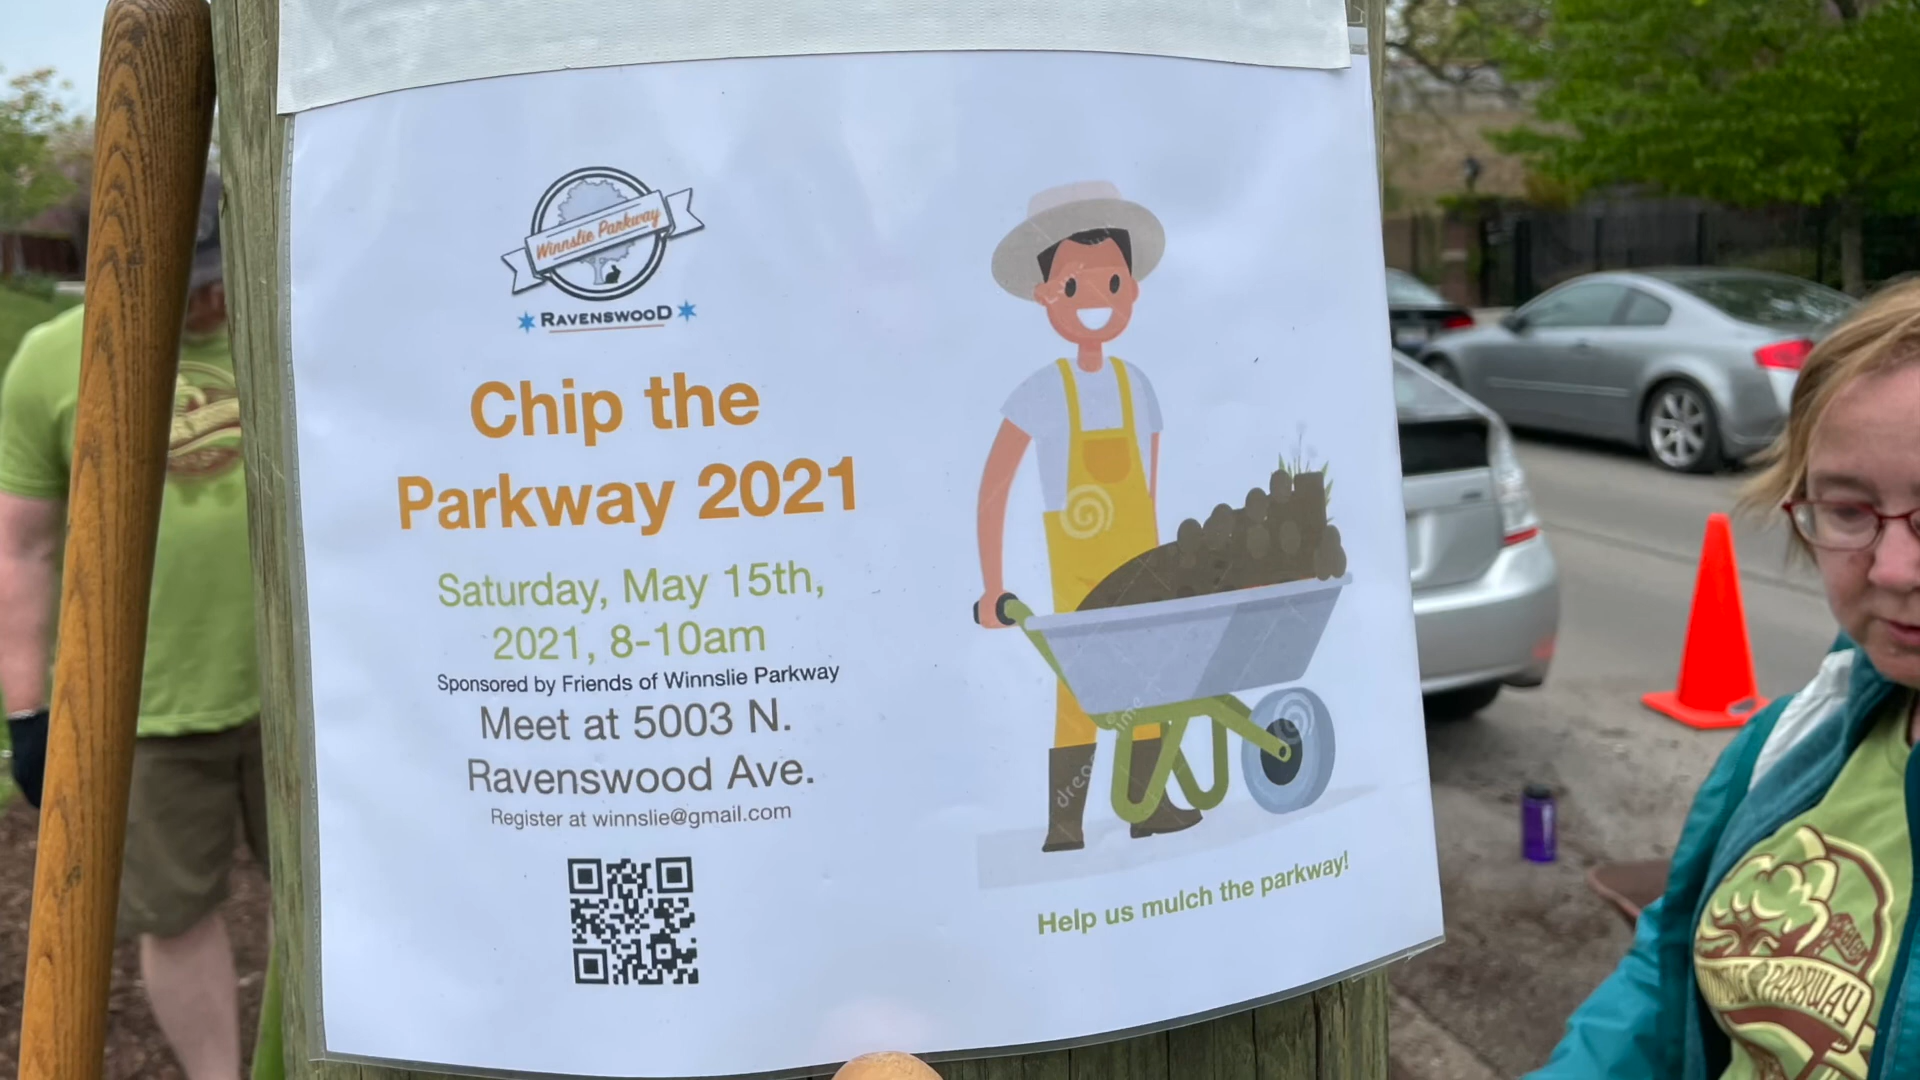 Winnslie Parkway
RAVENSWOOD
Chip the
Parkway 2021
Saturday, May 15th,
2021, 8-10am
Sponsored by Friends of Winnslie Parkway
Meet at 5003 N.
Ravenswood Ave.
Register at winnslie@gmail.com
Help us mulch the parkway!
PARKWAY